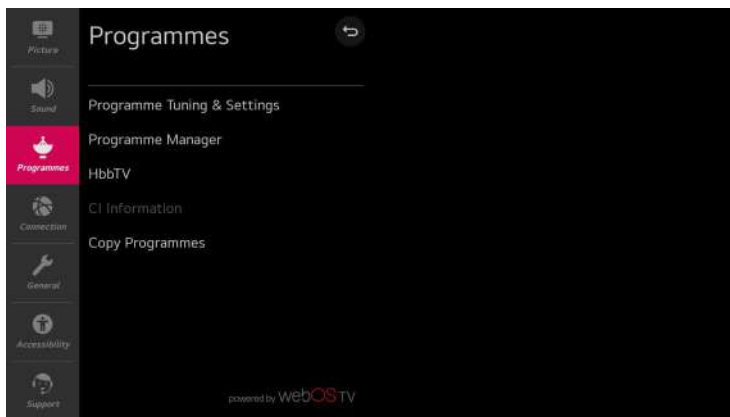 Picture
Sound
Programmes
Connection
General
Accessibility
Support
Programmes
Programme Tuning & Settings
Programme Manager
HbbTV
CI Information
Copy Programmes
powered by webOS TV